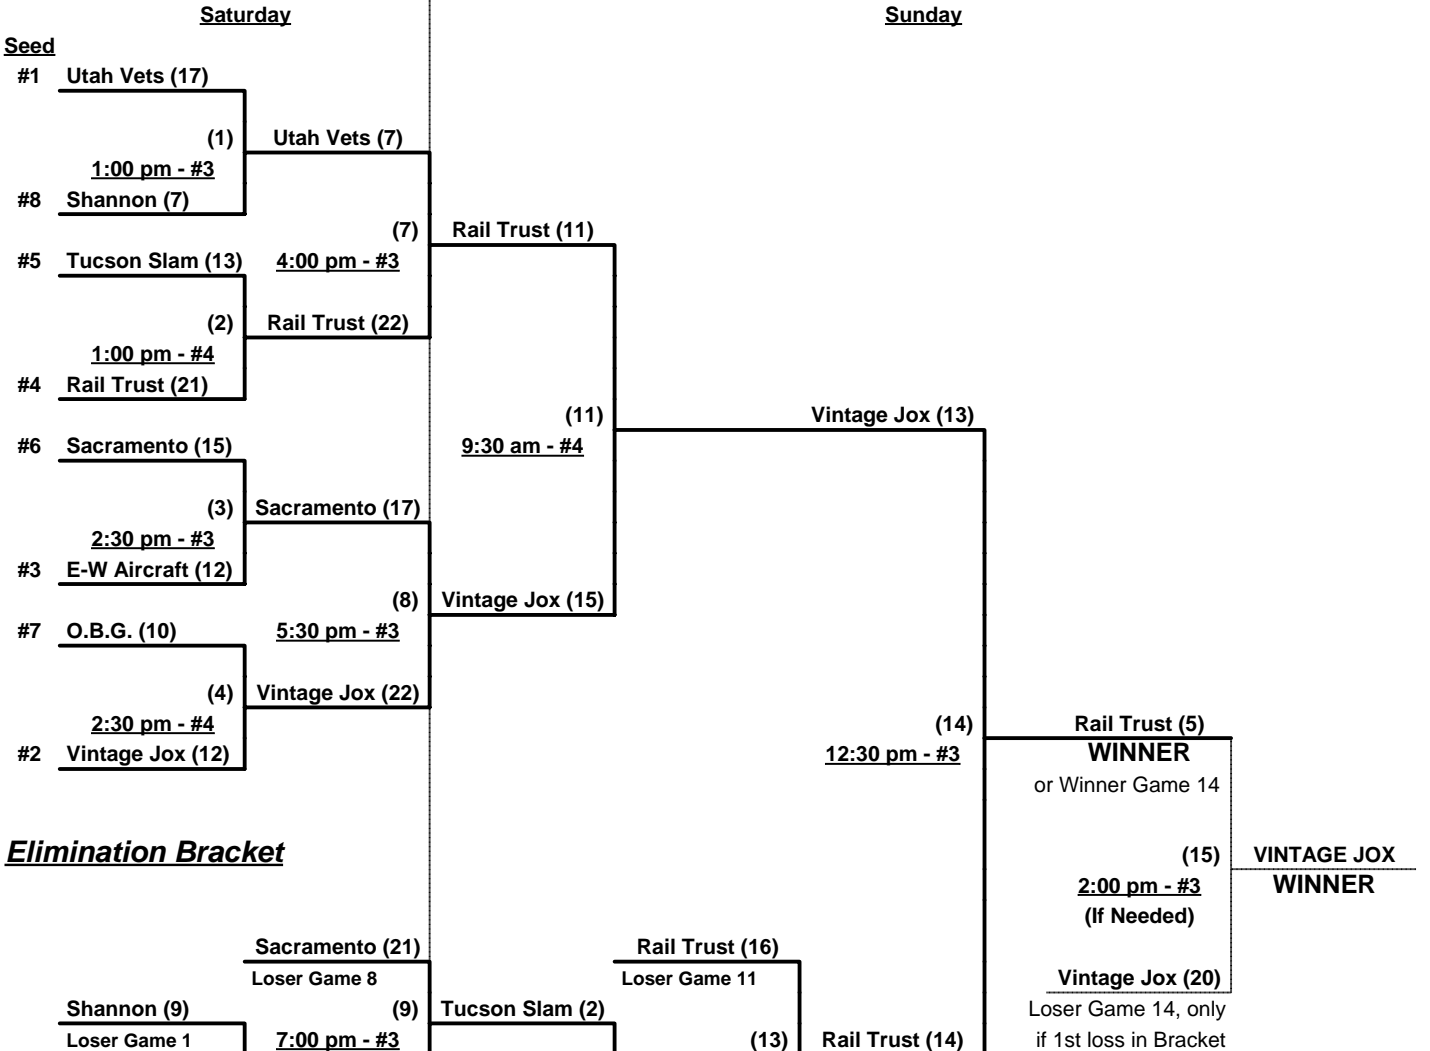 Saturday
Sunday
Seed
#1 Utah Vets (17)
(1) Utah Vets (7)
1:00 pm - #3
#8 Shannon (7)
(7) Rail Trust (11)
#5 Tucson Slam (13) 4:00 pm - #3
(2) Rail Trust (22)
1:00 pm - #4
#4 Rail Trust (21)
(11) Vintage Jox (13)
#6 Sacramento (15) 9:30 am - #4
(3) Sacramento (17)
2:30 pm - #3
#3 E-W Aircraft (12)
(8) Vintage Jox (15)
#7 O.B.G. (10) 5:30 pm - #3
(4) Vintage Jox (22)
2:30 pm - #4 (14) Rail Trust (5)
#2 Vintage Jox (12) 12:30 pm - #3 WINNER
or Winner Game 14
Elimination Bracket (15) VINTAGE JOX
2:00 pm - #3 WINNER
(If Needed)
Sacramento (21) Rail Trust (16)
Loser Game 8 Loser Game 11 Vintage Jox (20)
Shannon (9) (9) Tucson Slam (2) Loser Game 14, only
Loser Game 1 7:00 pm - #3 (13) Rail Trust (14) if 1st loss in Bracket